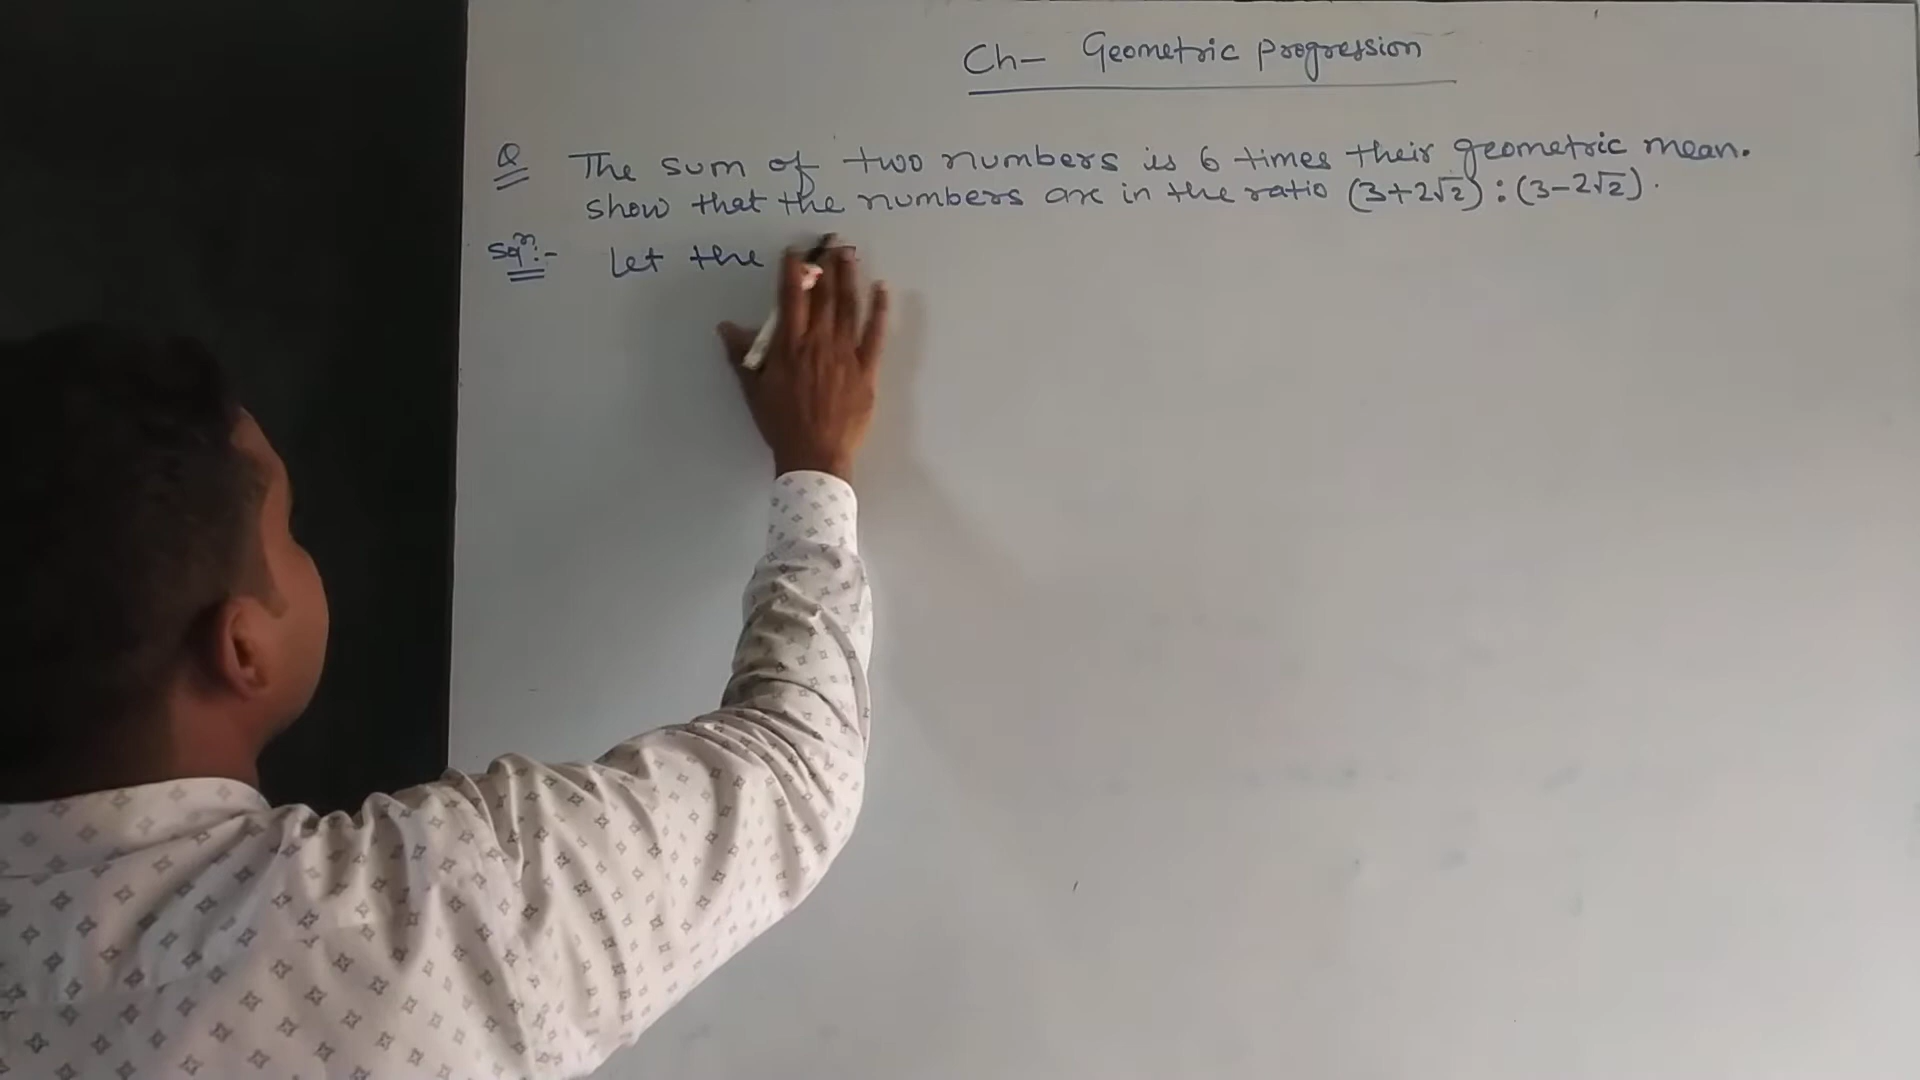 Ch- Geometric progression
Q The sum of two numbers is 6 times their geometric mean.
show that the numbers are in the ratio (3+2√2):(3-2√2).
Solⁿ:- Let the